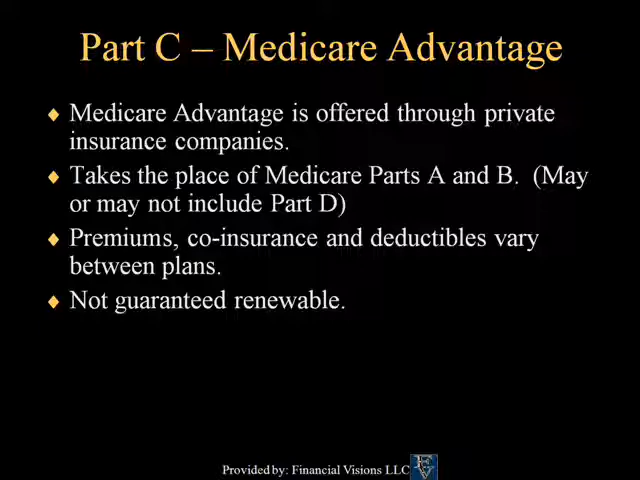 Part C – Medicare Advantage
Medicare Advantage is offered through private
insurance companies.
Takes the place of Medicare Parts A and B. (May
or may not include Part D)
Premiums, co-insurance and deductibles vary
between plans.
Not guaranteed renewable.
Provided by: Financial Visions LLC